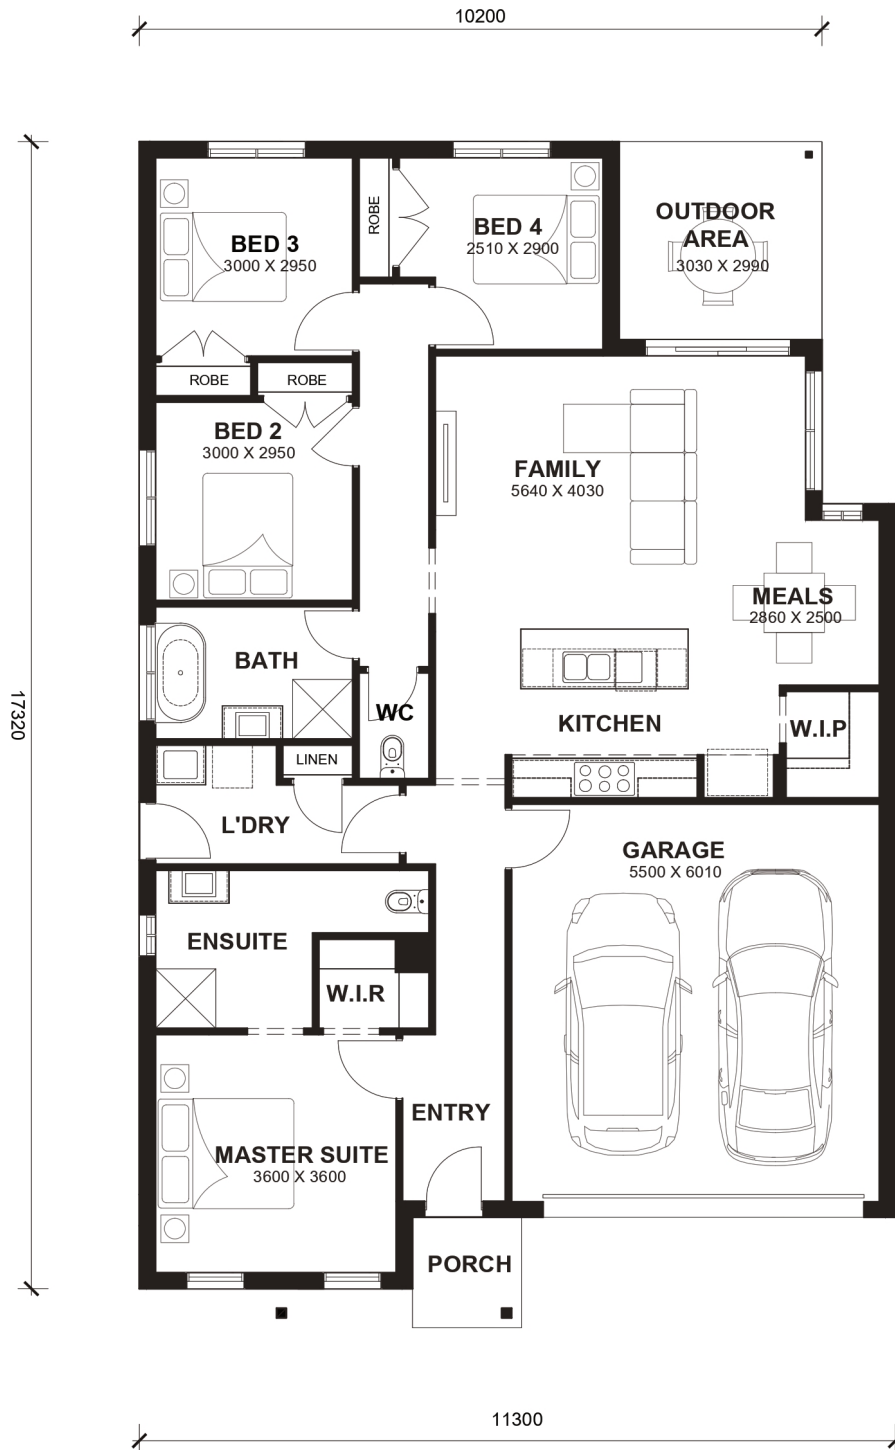 10200
BED 3
3000 X 2950
ROBE
BED 4
2510 X 2900
OUTDOOR
AREA
3030 X 2990
ROBE
ROBE
BED 2
3000 X 2950
FAMILY
5640 X 4030
MEALS
2860 X 2500
BATH
17320
WC
KITCHEN
W.I.P
LINEN
L'DRY
GARAGE
5500 X 6010
ENSUITE
W.I.R
ENTRY
MASTER SUITE
3600 X 3600
PORCH
11300